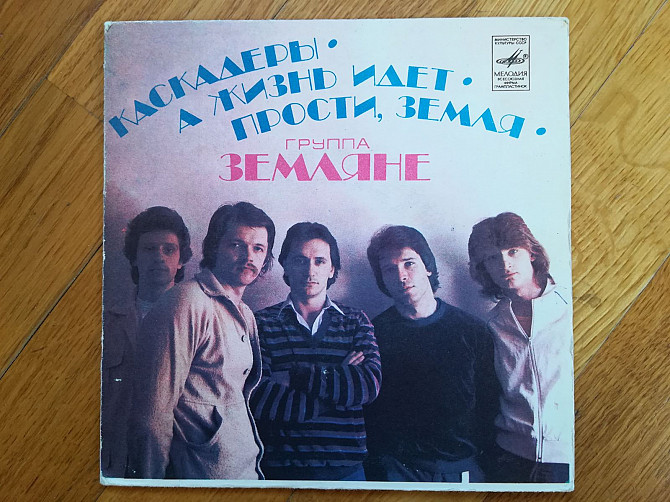 КАСКАДЕРЫ •
А ЖИЗНЬ ИДЕТ •
ПРОСТИ, ЗЕМЛЯ •
ГРУППА
ЗЕМЛЯНЕ
МИНИСТЕРСТВО
КУЛЬТУРЫ СССР
®
МЕЛОДИЯ
ВСЕСОЮЗНАЯ
ФИРМА
ГРАМПЛАСТИНОК